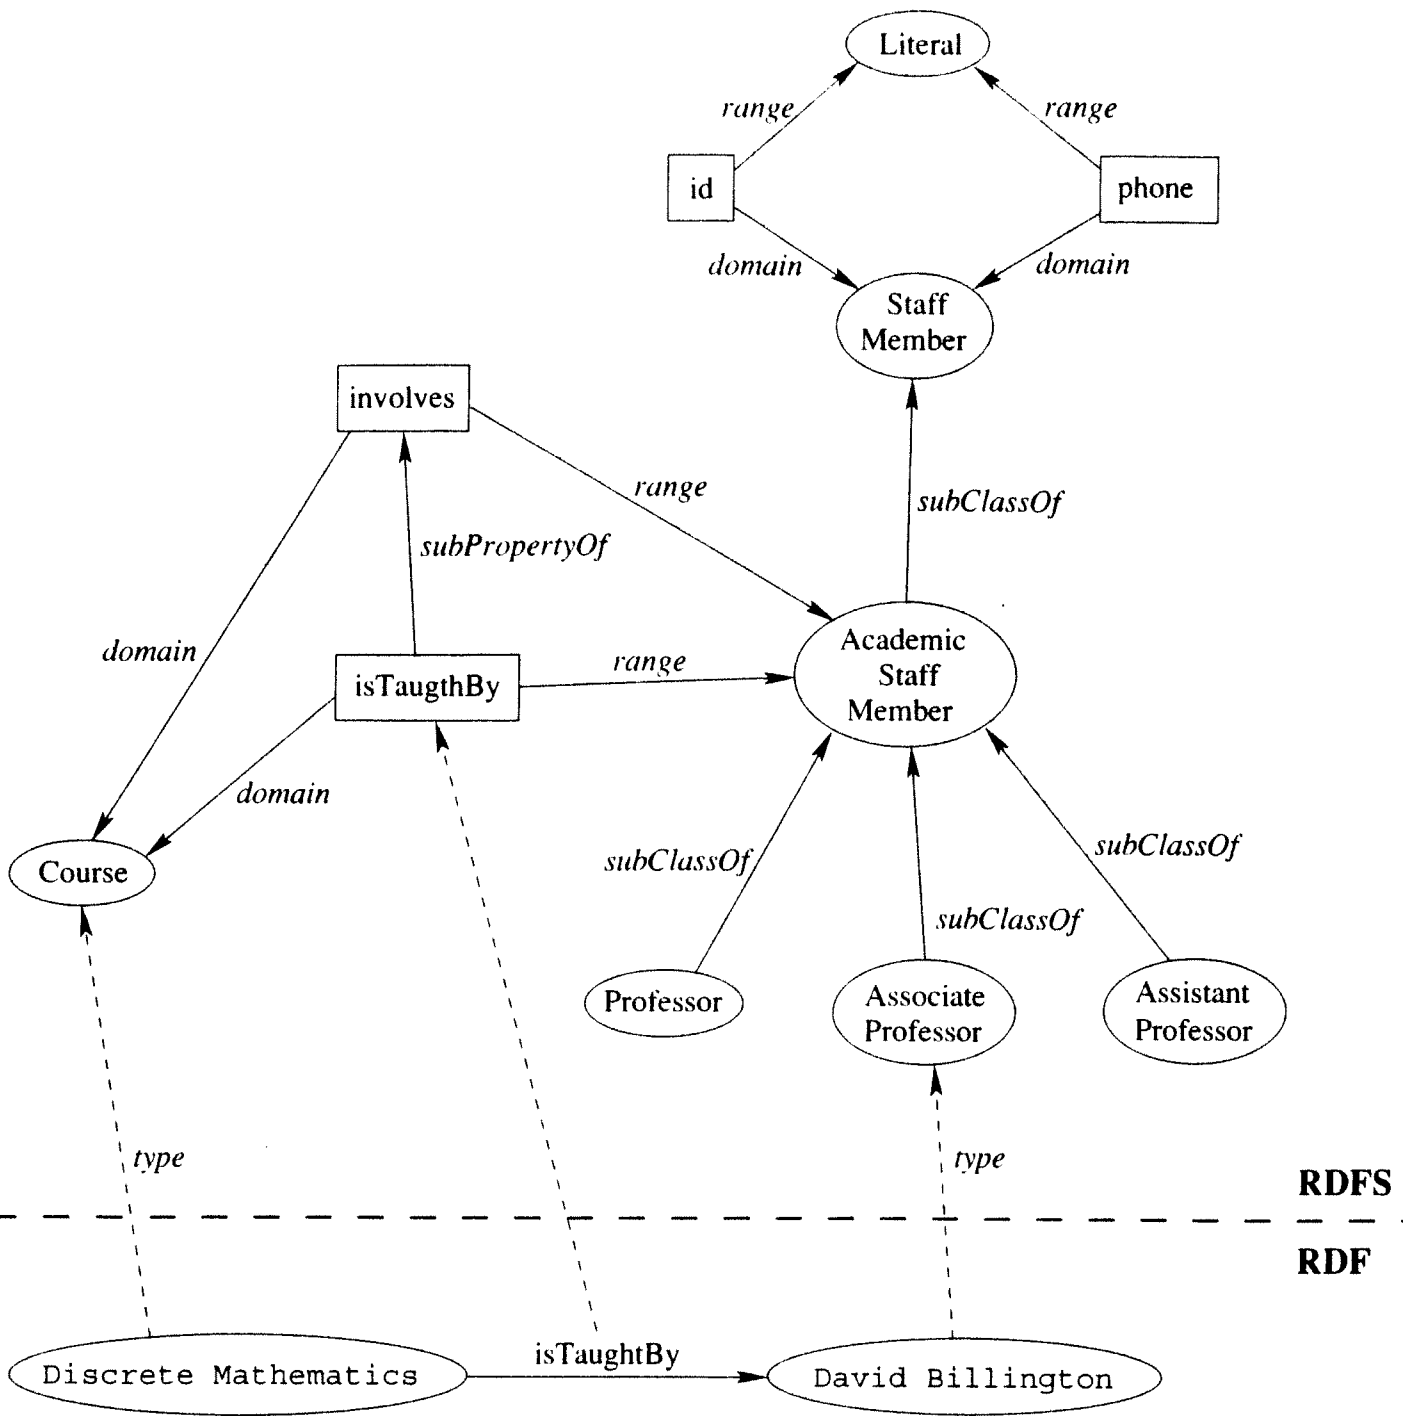 Literal
range
range
id
phone
domain
domain
Staff
Member
involves
range
subClassOf
subPropertyOf
domain
Academic
Staff
Member
range
isTaugthBy
domain
Course
subClassOf
subClassOf
subClassOf
Professor
Associate
Professor
Assistant
Professor
type
type
RDFS
RDF
isTaughtBy
Discrete Mathematics
David Billington